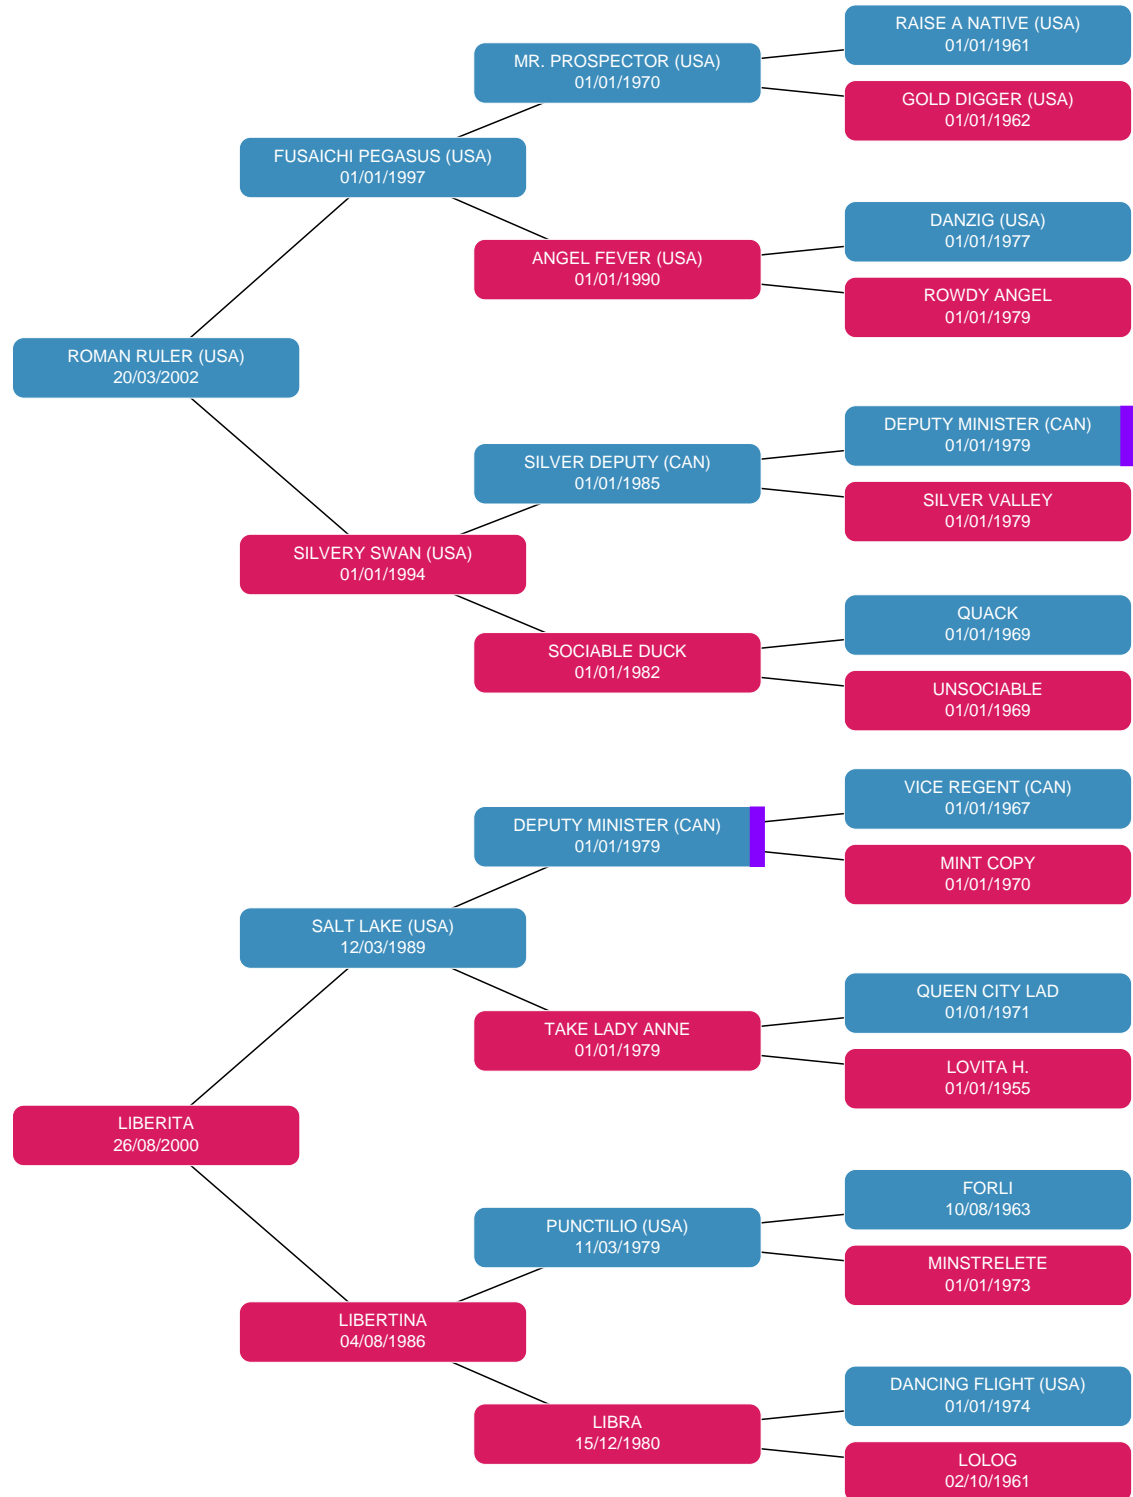 RAISE A NATIVE (USA)
01/01/1961
MR. PROSPECTOR (USA)
01/01/1970
GOLD DIGGER (USA)
01/01/1962
FUSAICHI PEGASUS (USA)
01/01/1997
DANZIG (USA)
01/01/1977
ANGEL FEVER (USA)
01/01/1990
ROWDY ANGEL
01/01/1979
ROMAN RULER (USA)
20/03/2002
DEPUTY MINISTER (CAN)
01/01/1979
SILVER DEPUTY (CAN)
01/01/1985
SILVER VALLEY
01/01/1979
SILVERY SWAN (USA)
01/01/1994
QUACK
01/01/1969
SOCIABLE DUCK
01/01/1982
UNSOCIABLE
01/01/1969
VICE REGENT (CAN)
01/01/1967
DEPUTY MINISTER (CAN)
01/01/1979
MINT COPY
01/01/1970
SALT LAKE (USA)
12/03/1989
QUEEN CITY LAD
01/01/1971
TAKE LADY ANNE
01/01/1979
LOVITA H.
01/01/1955
LIBERITA
26/08/2000
FORLI
10/08/1963
PUNCTILIO (USA)
11/03/1979
MINSTRELETE
01/01/1973
LIBERTINA
04/08/1986
DANCING FLIGHT (USA)
01/01/1974
LIBRA
15/12/1980
LOLOG
02/10/1961